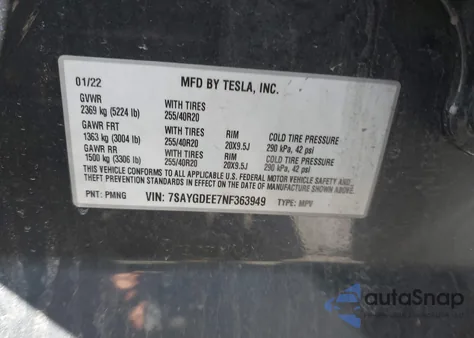 01/22 MFD BY TESLA, INC.
GVWR WITH TIRES
2369 kg (5224 lb) 255/40R20
GAWR FRT WITH TIRES RIM COLD TIRE PRESSURE
1363 kg (3004 lb) 255/40R20 20X9.5J 290 kPa, 42 psi
GAWR RR WITH TIRES RIM COLD TIRE PRESSURE
1500 kg (3306 lb) 255/40R20 20X9.5J 290 kPa, 42 psi
THIS VEHICLE CONFORMS TO ALL APPLICABLE U.S. FEDERAL MOTOR VEHICLE SAFETY AND
THEFT PREVENTION STANDARDS IN EFFECT ON THE DATE OF MANUFACTURE SHOWN ABOVE.
PNT: PMNG VIN: 7SAYGDEE7NF363949 TYPE: MPV
autoSnap